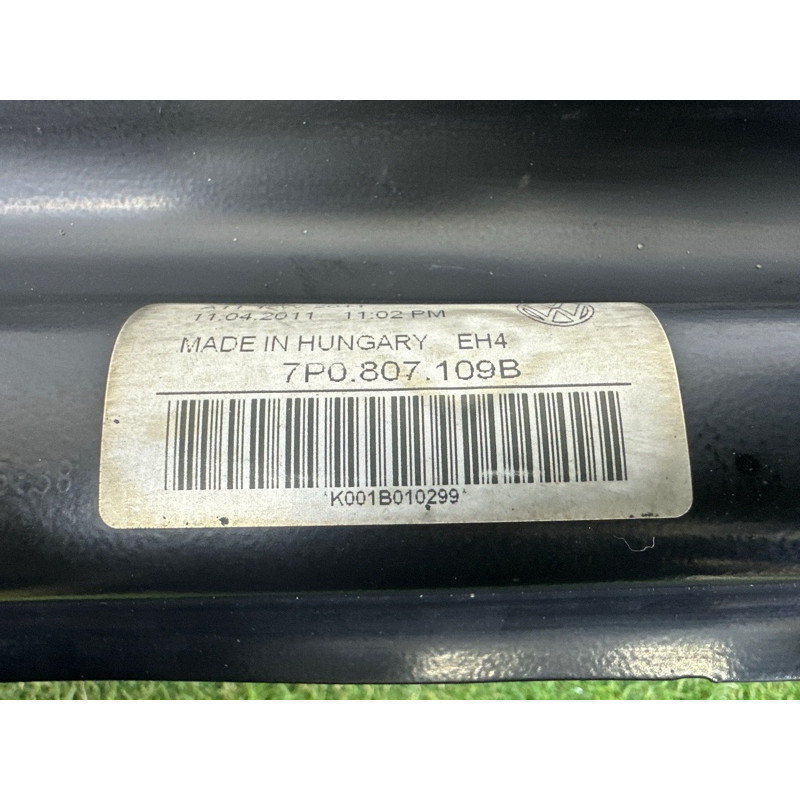 11.04.2011 11:02 PM
MADE IN HUNGARY EH4
7P0.807.109B
*K001B010299*